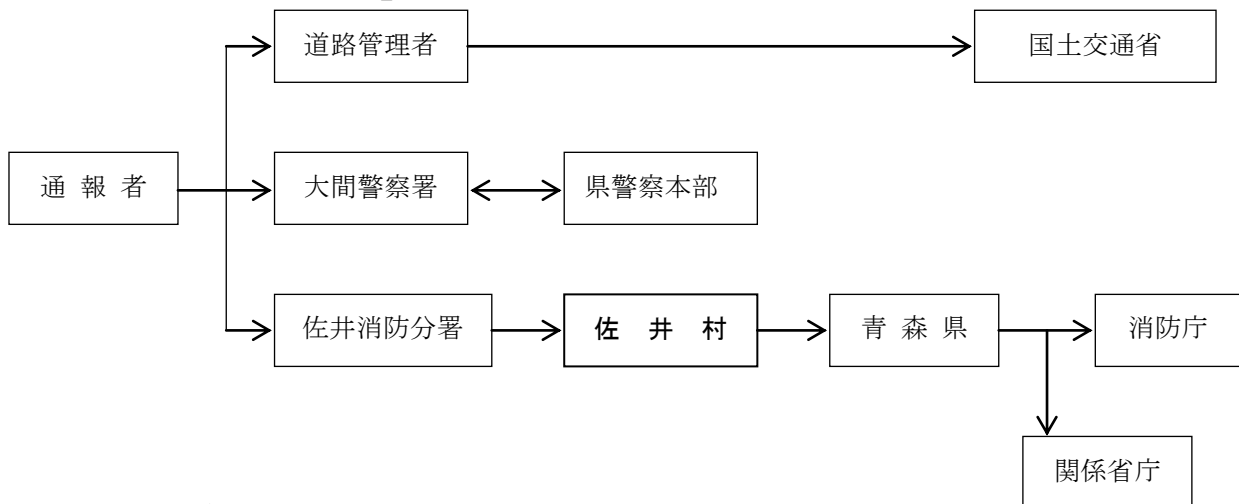 道路管理者
国土交通省
通 報 者
大間警察署
県警察本部
佐井消防分署
佐 井 村
青 森 県
消防庁
関係省庁